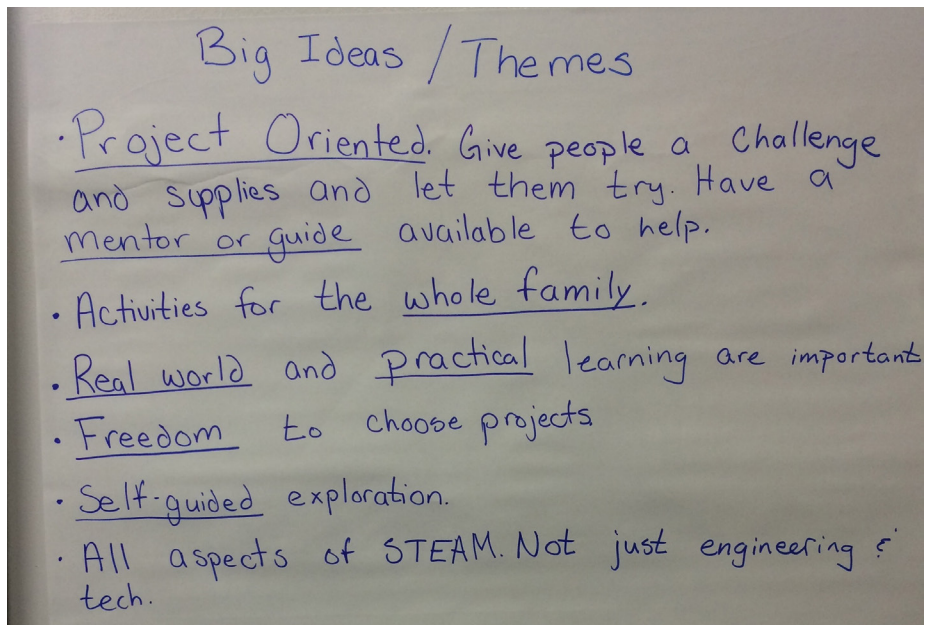 Big Ideas / Themes
· Project Oriented. Give people a challenge
and supplies and let them try. Have a
mentor or guide available to help.
· Activities for the whole family.
· Real world and practical learning are important
· Freedom to choose projects
· Self-guided exploration.
· All aspects of STEAM. Not just engineering &
tech.